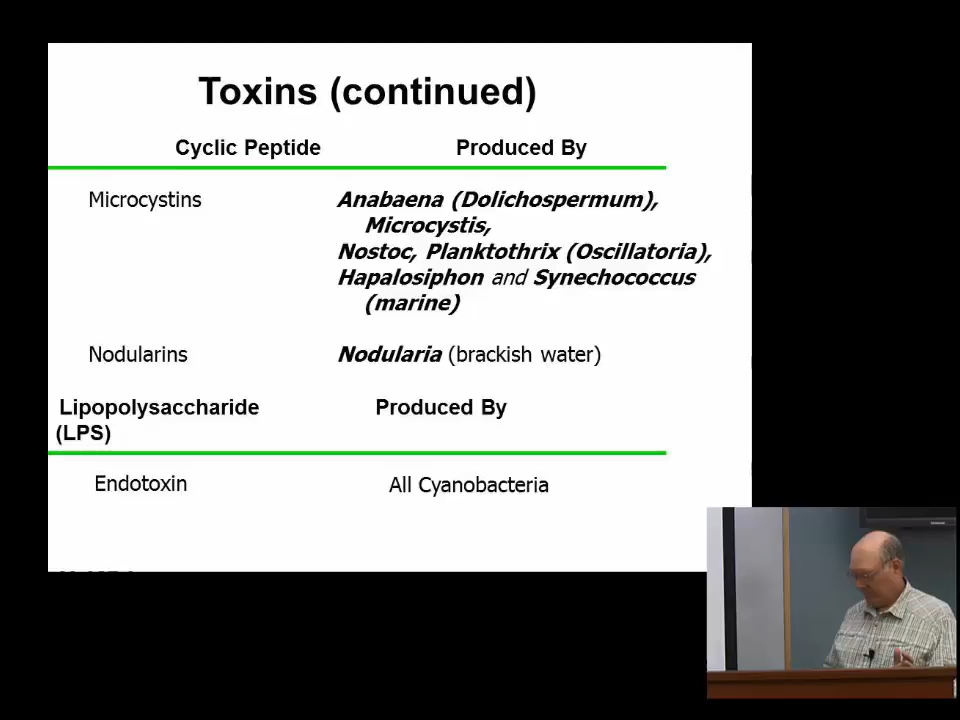 Toxins (continued)
Cyclic Peptide Produced By
Microcystins Anabaena (Dolichospermum),
Microcystis,
Nostoc, Planktothrix (Oscillatoria),
Hapalosiphon and Synechococcus
(marine)
Nodularins Nodularia (brackish water)
Lipopolysaccharide Produced By
(LPS)
Endotoxin All Cyanobacteria